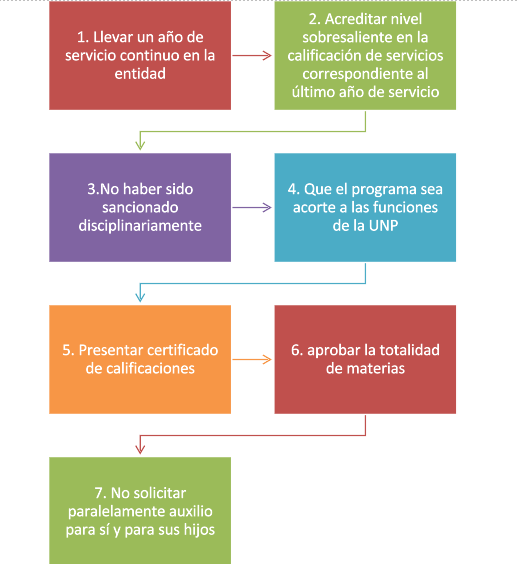 1. Llevar un año de
servicio continuo en la
entidad
2. Acreditar nivel
sobresaliente en la
calificación de servicios
correspondiente al
último año de servicio
3.No haber sido
sancionado
disciplinariamente
4. Que el programa sea
acorte a las funciones
de la UNP
5. Presentar certificado
de calificaciones
6. aprobar la totalidad
de materias
7. No solicitar
paralelamente auxilio
para sí y para sus hijos